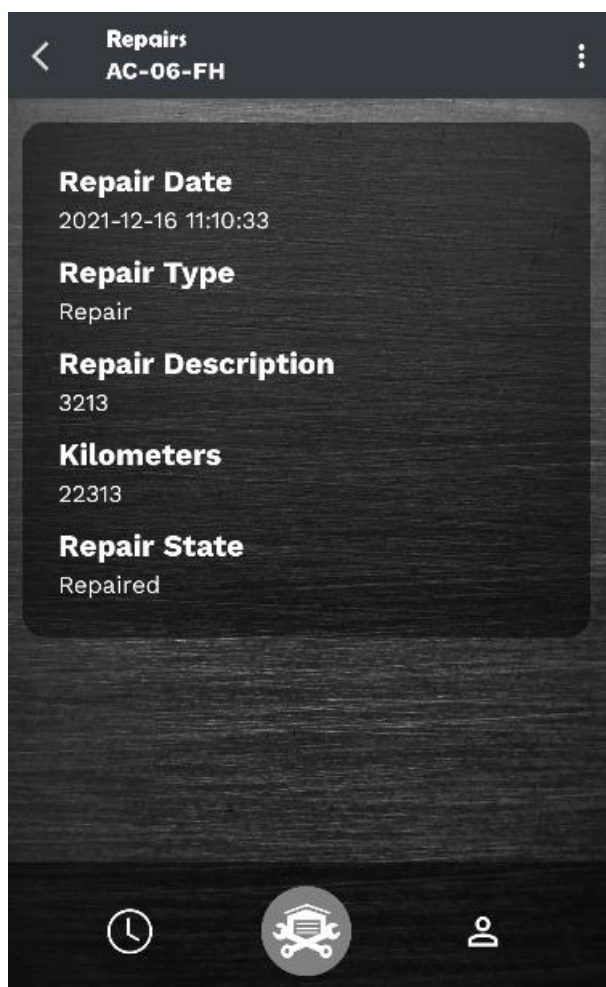 Repairs
AC-06-FH
Repair Date
2021-12-16 11:10:33
Repair Type
Repair
Repair Description
3213
Kilometers
22313
Repair State
Repaired